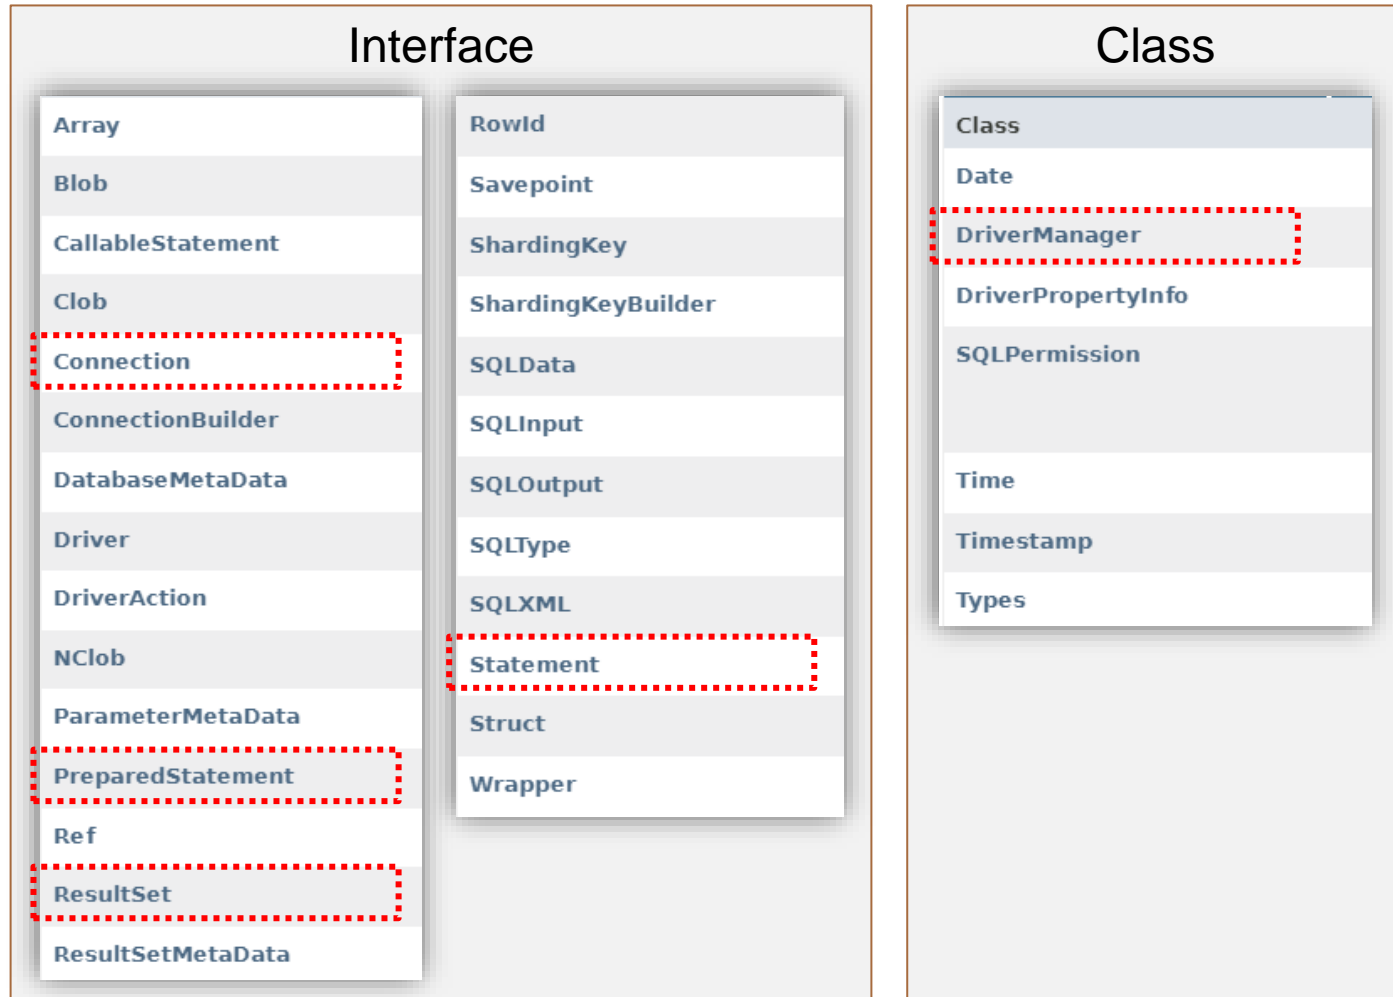 Interface
Array
Blob
CallableStatement
Clob
Connection
ConnectionBuilder
DatabaseMetaData
Driver
DriverAction
NClob
ParameterMetaData
PreparedStatement
Ref
ResultSet
ResultSetMetaData
RowId
Savepoint
ShardingKey
ShardingKeyBuilder
SQLData
SQLInput
SQLOutput
SQLType
SQLXML
Statement
Struct
Wrapper
Class
Class
Date
DriverManager
DriverPropertyInfo
SQLPermission
Time
Timestamp
Types